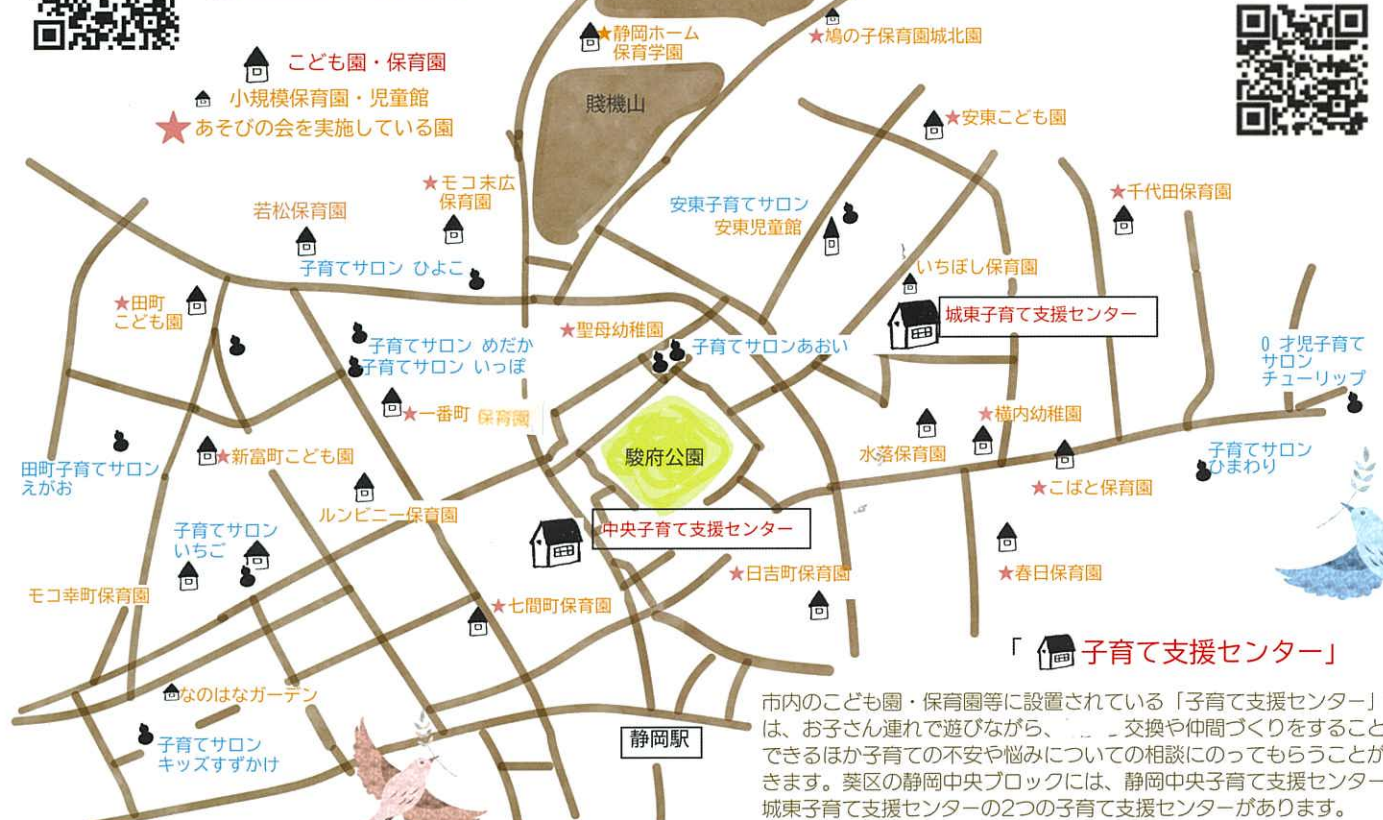 ★静岡ホーム
保育学園
★鳩の子保育園城北園
こども園・保育園
小規模保育園・児童館
★あそびの会を実施している園
賤機山
★安東こども園
★モコ末広
保育園
若松保育園
安東子育てサロン
安東児童館
★千代田保育園
子育てサロン ひよこ
いちぼし保育園
★田町
こども園
城東子育て支援センター
★聖母幼稚園
子育てサロン めだか
子育てサロンあおい
子育てサロン いっぽ
0 才児子育て
サロン
チューリップ
★一番町 保育園
★横内幼稚園
水落保育園
駿府公園
★新富町こども園
田町子育てサロン
えがお
子育てサロン
ひまわり
★こばと保育園
ルンビニー保育園
子育てサロン
いちご
中央子育て支援センター
モコ幸町保育園
★日吉町保育園
★春日保育園
★七間町保育園
「子育て支援センター」
なのはなガーデン
静岡駅
子育てサロン
キッズすずかけ
市内のこども園・保育園等に設置されている「子育て支援センター」
は、お子さん連れで遊びながら、 交換や仲間づくりをすること
できるほか子育ての不安や悩みについての相談にのってもらうことが
きます。葵区の静岡中央ブロックには、静岡中央子育て支援センター
城東子育て支援センターの2つの子育て支援センターがあります。